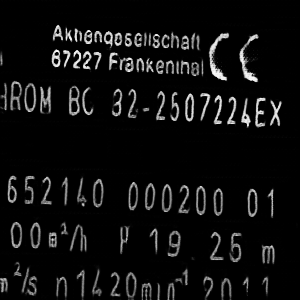 Aktiengesellschaft CE
67227 Frankenthal
HROM BC 32-2507224EX
652140 000200 01
00m³/h H 19.25 m
m²/s n1420min⁻¹ 2011